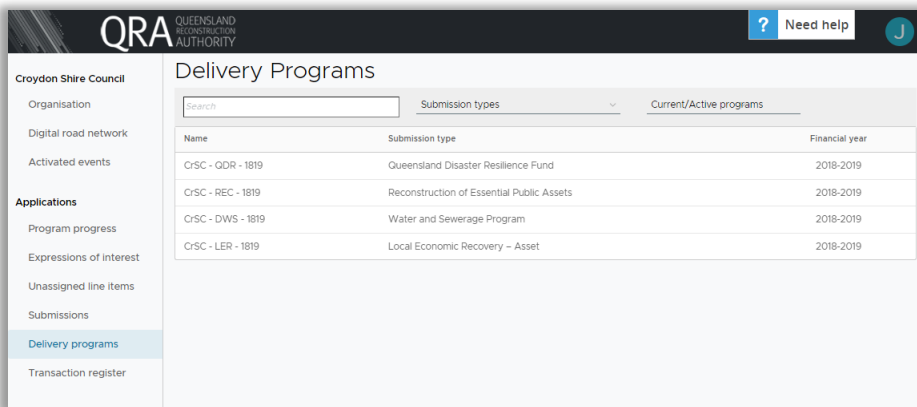 QRA QUEENSLAND
RECONSTRUCTION
AUTHORITY
? Need help
J
Croydon Shire Council
Organisation
Digital road network
Activated events
Applications
Program progress
Expressions of interest
Unassigned line items
Submissions
Delivery programs
Transaction register
Delivery Programs
Search Submission types Current/Active programs
Name Submission type Financial year
CrSC - QDR - 1819 Queensland Disaster Resilience Fund 2018-2019
CrSC - REC - 1819 Reconstruction of Essential Public Assets 2018-2019
CrSC - DWS - 1819 Water and Sewerage Program 2018-2019
CrSC - LER - 1819 Local Economic Recovery – Asset 2018-2019